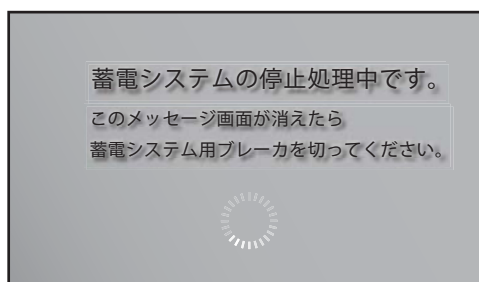 蓄電システムの停止処理中です。
このメッセージ画面が消えたら
蓄電システム用ブレーカを切ってください。